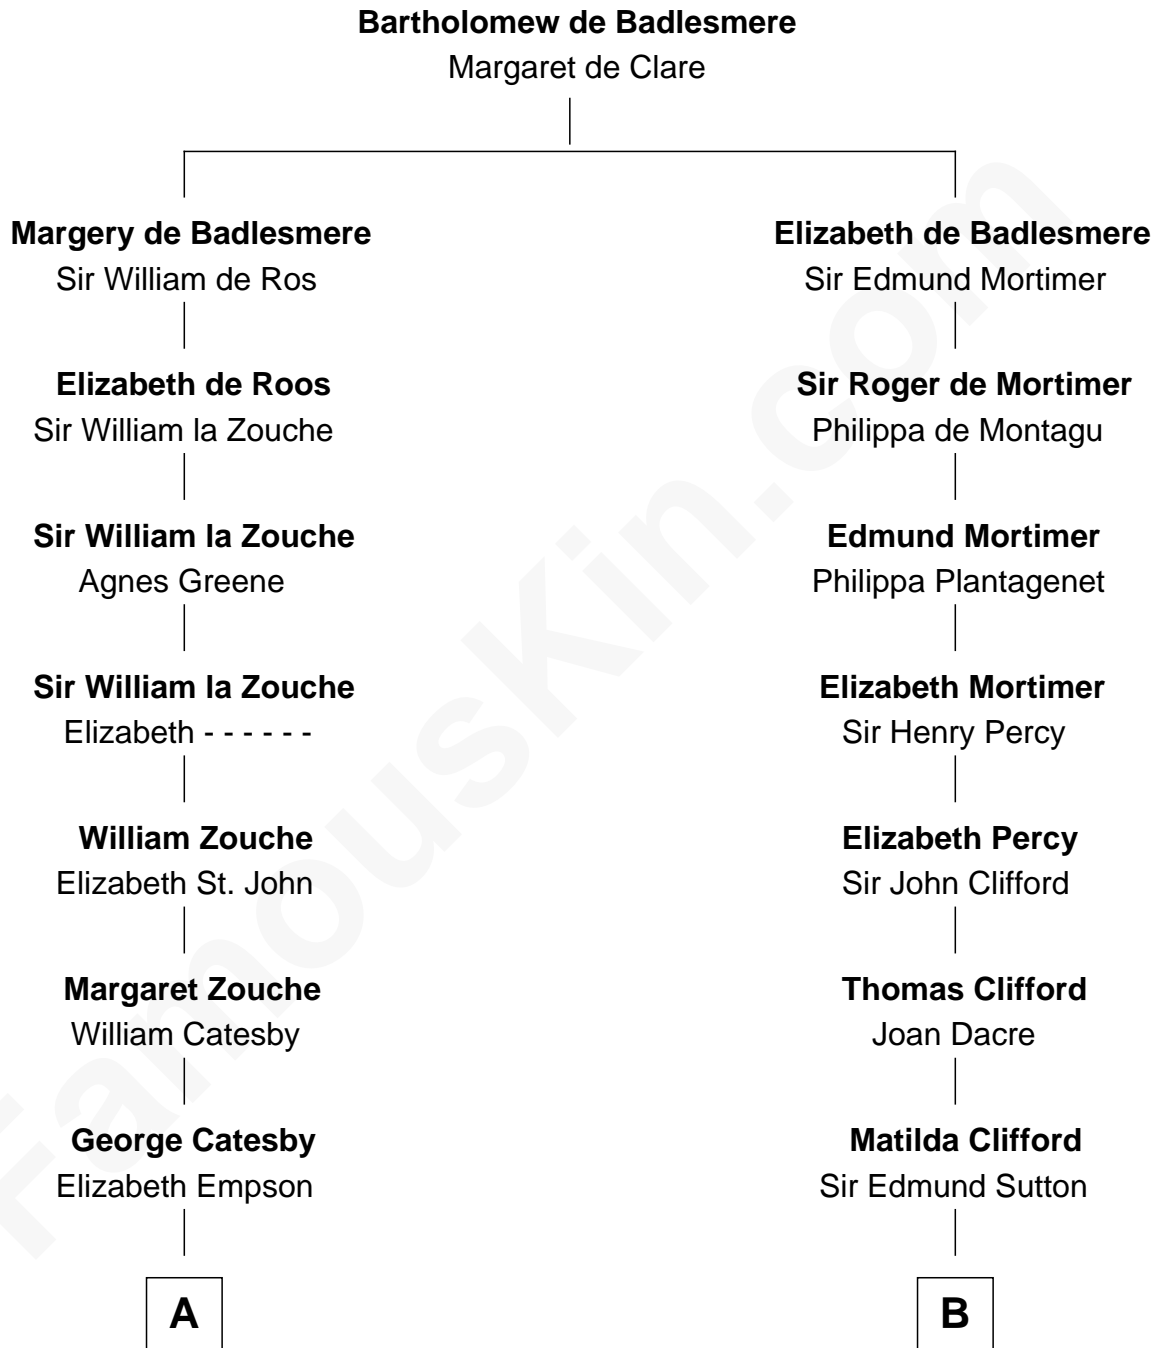 Bartholomew de Badlesmere
Margaret de Clare
Margery de Badlesmere
Sir William de Ros
Elizabeth de Badlesmere
Sir Edmund Mortimer
Elizabeth de Roos
Sir William la Zouche
Sir Roger de Mortimer
Philippa de Montagu
Sir William la Zouche
Agnes Greene
Edmund Mortimer
Philippa Plantagenet
Sir William la Zouche
Elizabeth - - - - - -
Elizabeth Mortimer
Sir Henry Percy
William Zouche
Elizabeth St. John
Elizabeth Percy
Sir John Clifford
Margaret Zouche
William Catesby
Thomas Clifford
Joan Dacre
George Catesby
Elizabeth Empson
Matilda Clifford
Sir Edmund Sutton
A
B
FamousKin.com